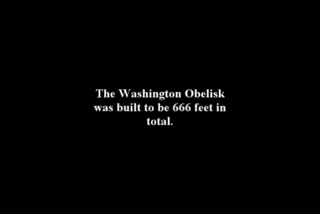 The Washington Obelisk
was built to be 666 feet in
total.